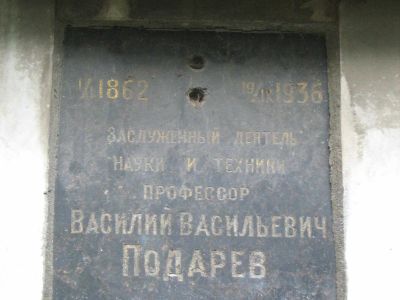 1862 1936
ЗАСЛУЖЕННЫЙ ДЕЯТЕЛЬ
НАУКИ И ТЕХНИКИ
ПРОФЕССОР
ВАСИЛИЙ ВАСИЛЬЕВИЧ
ПОДАРЕВ